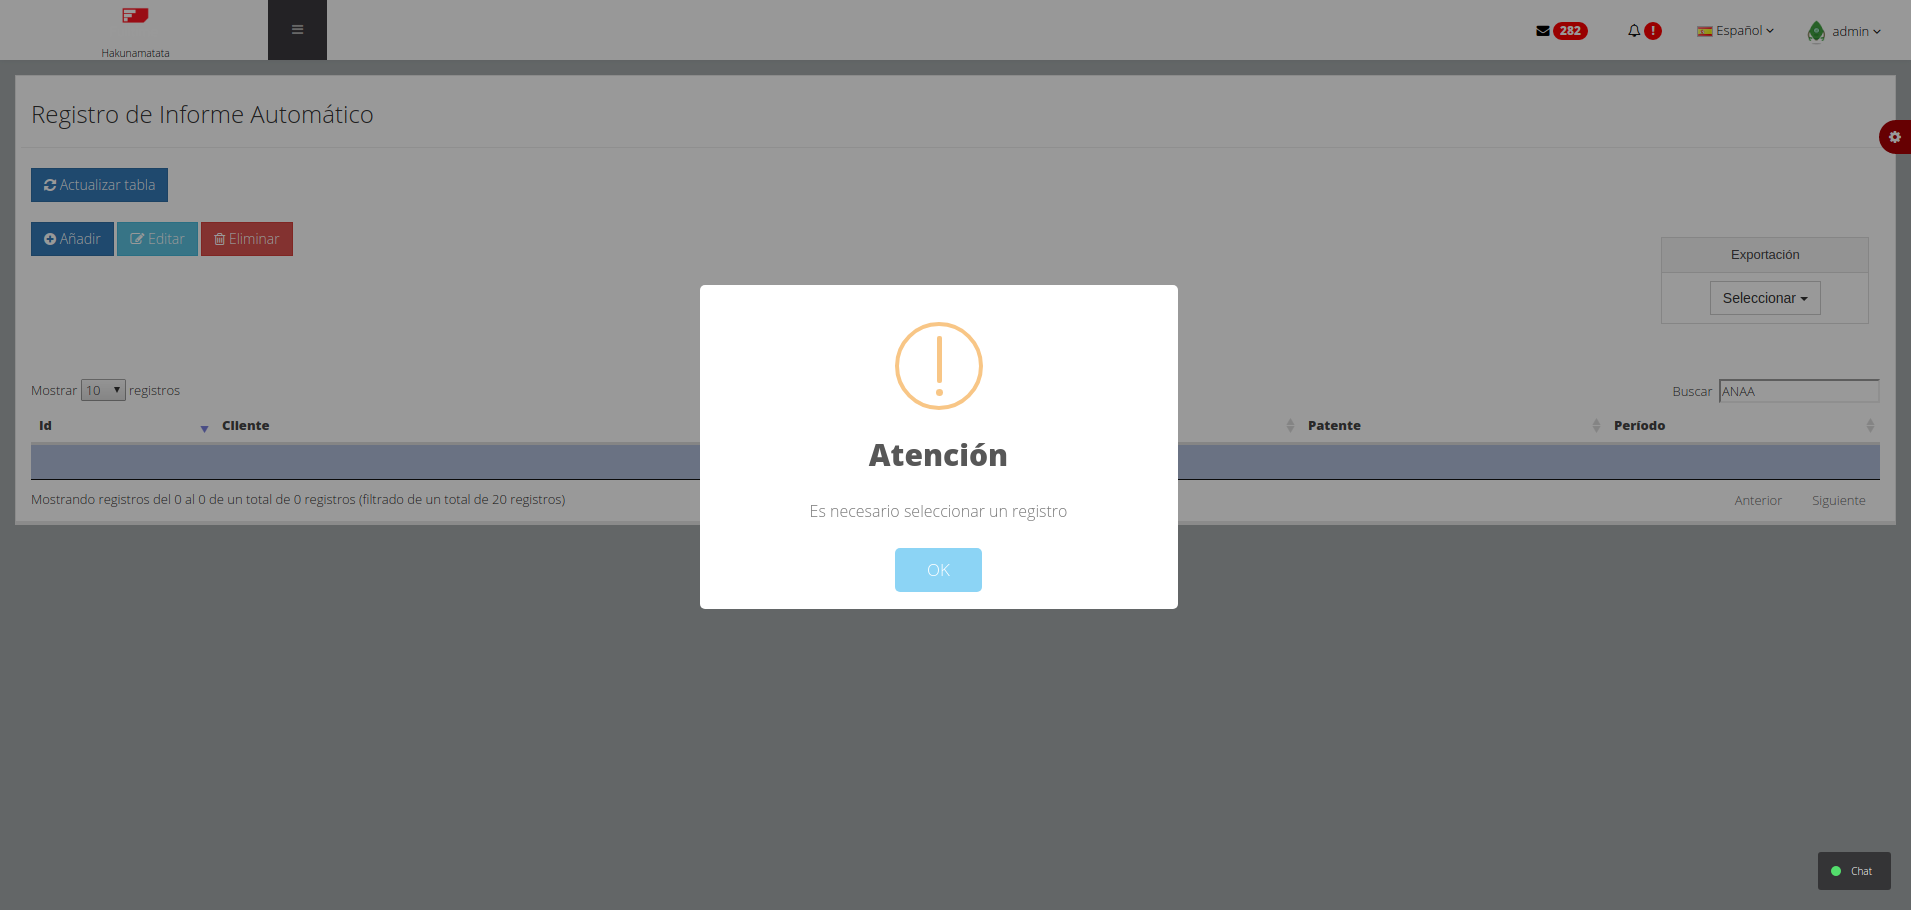 Hakunamatata
282
!
Español
admin
Registro de Informe Automático
Actualizar tabla
Añadir
Editar
Eliminar
Exportación
Seleccionar
Mostrar 10 registros
Buscar ANAA
Id
Cliente
Patente
Período
Mostrando registros del 0 al 0 de un total de 0 registros (filtrado de un total de 20 registros)
Anterior
Siguiente
Atención
Es necesario seleccionar un registro
OK
Chat